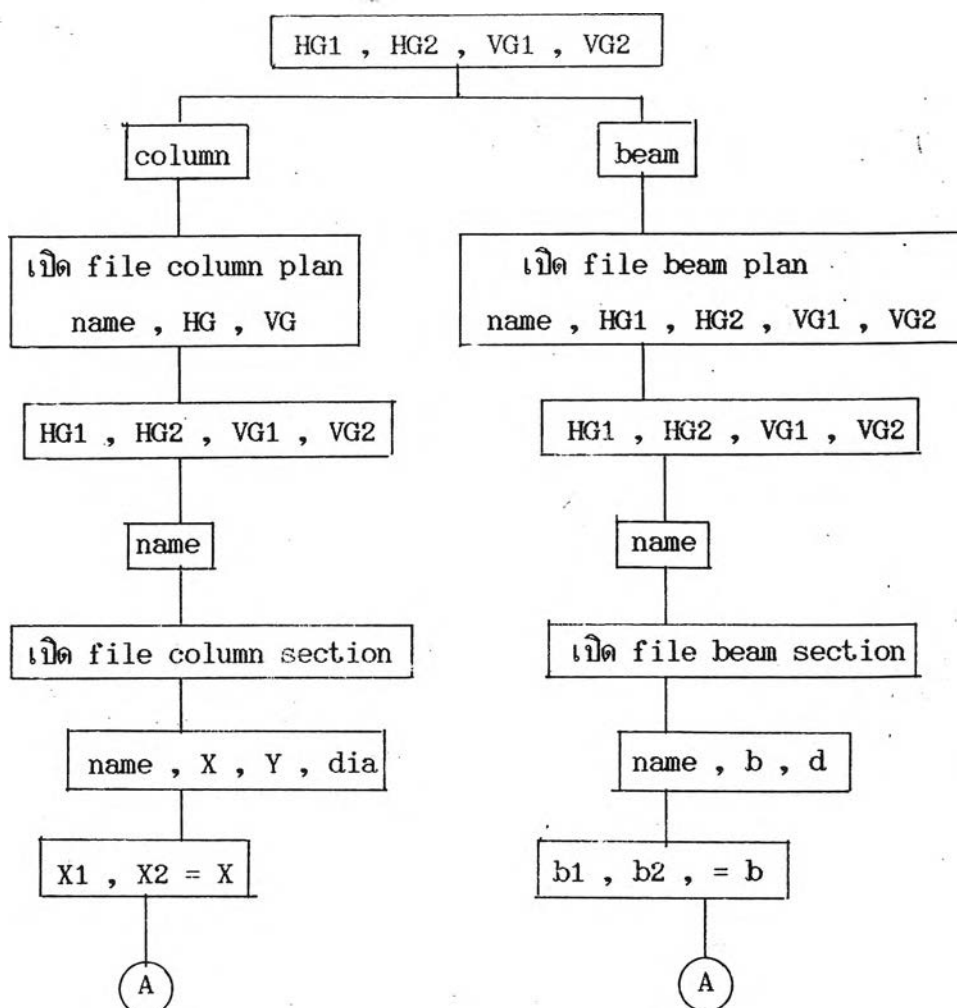 HG1 , HG2 , VG1 , VG2
column
เปิด file column plan
name , HG , VG
HG1 , HG2 , VG1 , VG2
name
เปิด file column section
name , X , Y , dia
X1 , X2 = X
A
beam
เปิด file beam plan
name , HG1 , HG2 , VG1 , VG2
HG1 , HG2 , VG1 , VG2
name
เปิด file beam section
name , b , d
b1 , b2 , = b
A